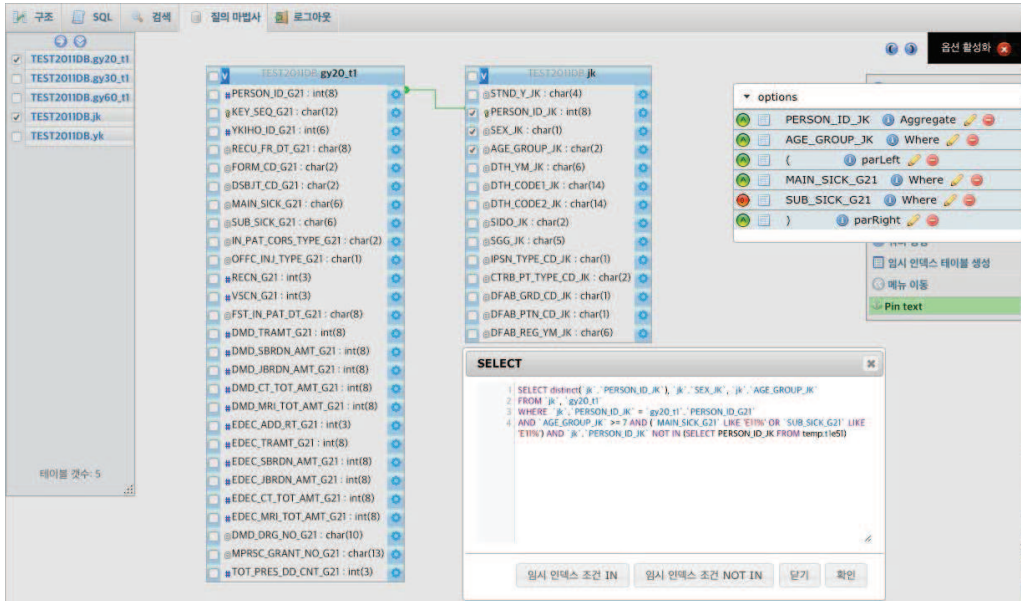 구조 SQL 검색 질의 마법사 로그아웃
TEST2011DB.gy20_t1
TEST2011DB.gy30_t1
TEST2011DB.gy60_t1
TEST2011DB.jk
TEST2011DB.yk
테이블 갯수: 5
TEST2011DB.gy20_t1
#PERSON_ID_G21 : int(8)
KEY_SEQ_G21 : char(12)
#YKIHO_ID_G21 : int(6)
RECU_FR_DT_G21 : char(8)
FORM_CD_G21 : char(2)
DSBJT_CD_G21 : char(2)
MAIN_SICK_G21 : char(6)
SUB_SICK_G21 : char(6)
IN_PAT_CORS_TYPE_G21 : char(2)
OFFC_INJ_TYPE_G21 : char(1)
#RECN_G21 : int(3)
#VSCN_G21 : int(3)
FST_IN_PAT_DT_G21 : char(8)
#DMD_TRAMT_G21 : int(8)
#DMD_SBRDN_AMT_G21 : int(8)
#DMD_JBRDN_AMT_G21 : int(8)
#DMD_CT_TOT_AMT_G21 : int(8)
#DMD_MRI_TOT_AMT_G21 : int(8)
#EDEC_ADD_RT_G21 : int(3)
#EDEC_TRAMT_G21 : int(8)
#EDEC_SBRDN_AMT_G21 : int(8)
#EDEC_JBRDN_AMT_G21 : int(8)
#EDEC_CT_TOT_AMT_G21 : int(8)
#EDEC_MRI_TOT_AMT_G21 : int(8)
DMD_DRG_NO_G21 : char(10)
MPRSC_GRANT_NO_G21 : char(13)
#TOT_PRES_DD_CNT_G21 : int(3)
TEST2011DB.jk
STND_Y_JK : char(4)
PERSON_ID_JK : int(8)
SEX_JK : char(1)
AGE_GROUP_JK : char(2)
DTH_YM_JK : char(6)
DTH_CODE1_JK : char(14)
DTH_CODE2_JK : char(14)
SIDO_JK : char(2)
SGG_JK : char(5)
IPSN_TYPE_CD_JK : char(1)
CTRB_PT_TYPE_CD_JK : char(2)
DFAB_GRD_CD_JK : char(1)
DFAB_PTN_CD_JK : char(1)
DFAB_REG_YM_JK : char(6)
옵션 활성화
options
PERSON_ID_JK Aggregate
AGE_GROUP_JK Where
( parLeft
MAIN_SICK_G21 Where
SUB_SICK_G21 Where
) parRight
임시 인덱스 테이블 생성
메뉴 이동
Pin text
SELECT
1 SELECT distinct(`jk`.`PERSON_ID_JK`), `jk`.`SEX_JK`, `jk`.`AGE_GROUP_JK`
2 FROM `jk`, `gy20_t1`
3 WHERE `jk`.`PERSON_ID_JK` = `gy20_t1`.`PERSON_ID_G21`
4 AND `AGE_GROUP_JK` >= 7 AND (`MAIN_SICK_G21` LIKE 'E11%' OR `SUB_SICK_G21` LIKE
'E11%') AND `jk`.`PERSON_ID_JK` NOT IN (SELECT PERSON_ID_JK FROM temp.t1e51)
임시 인덱스 조건 IN 임시 인덱스 조건 NOT IN 닫기 확인